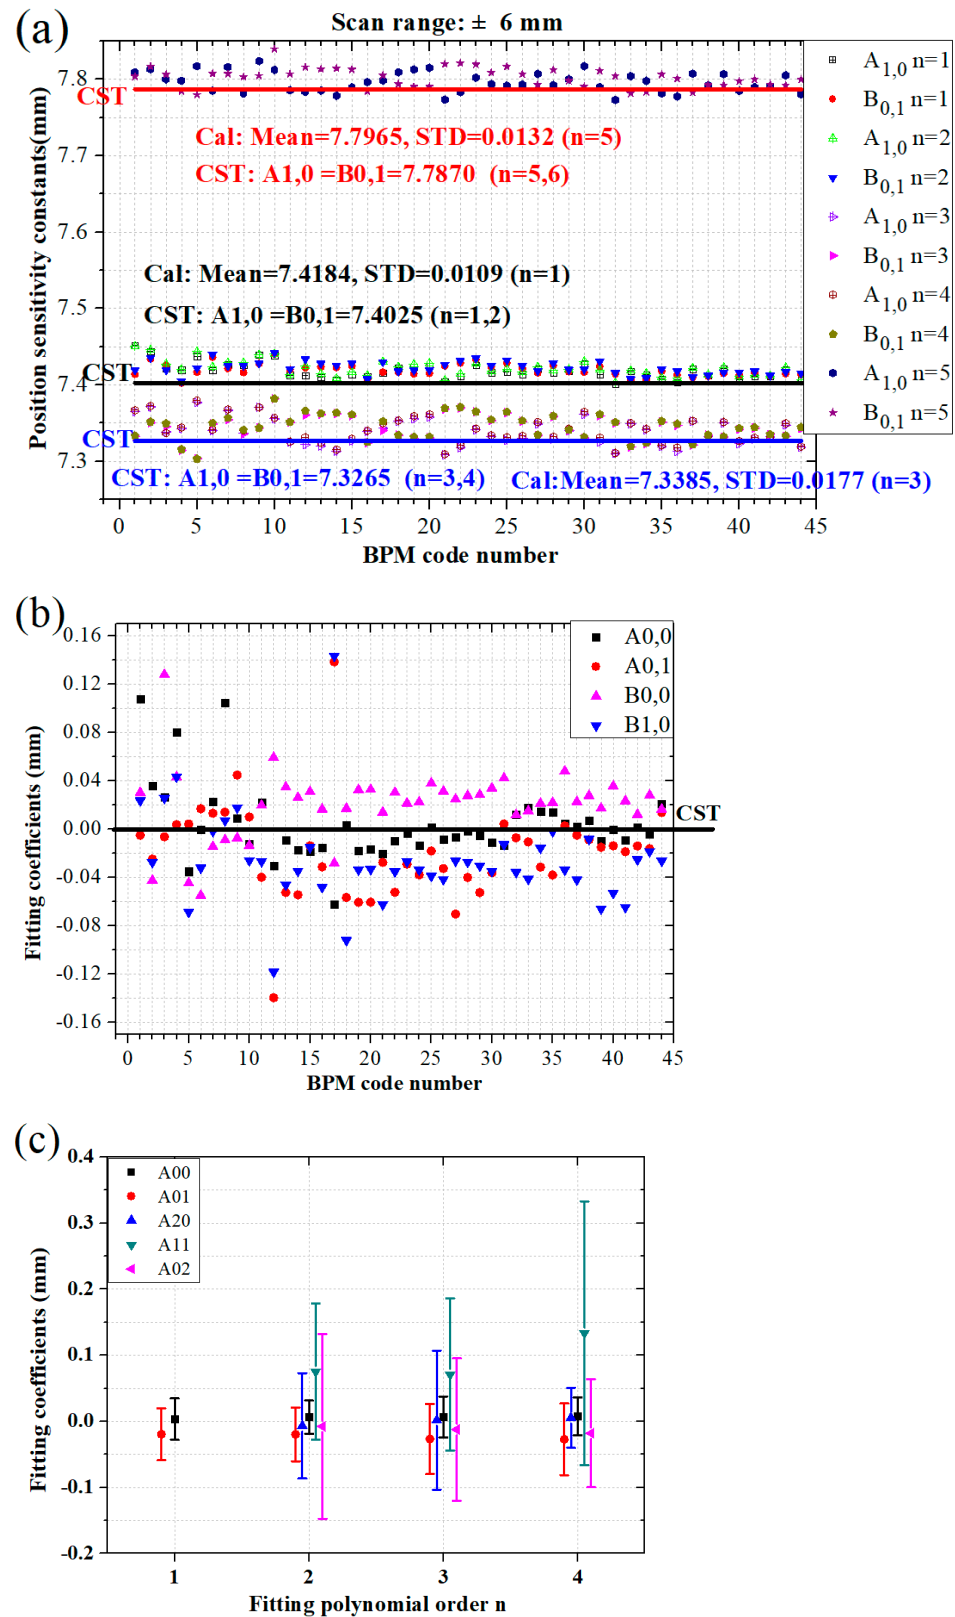 (a)
Scan range: ± 6 mm
Position sensitivity constants(mm)
7.8
7.7
7.6
7.5
7.4
7.3
CST
Cal: Mean=7.7965, STD=0.0132 (n=5)
CST: A1,0 =B0,1=7.7870 (n=5,6)
Cal: Mean=7.4184, STD=0.0109 (n=1)
CST: A1,0 =B0,1=7.4025 (n=1,2)
CST
CST
CST: A1,0 =B0,1=7.3265 (n=3,4)
Cal:Mean=7.3385, STD=0.0177 (n=3)
0 5 10 15 20 25 30 35 40 45
BPM code number
A1,0 n=1
B0,1 n=1
A1,0 n=2
B0,1 n=2
A1,0 n=3
B0,1 n=3
A1,0 n=4
B0,1 n=4
A1,0 n=5
B0,1 n=5
(b)
Fitting coefficients (mm)
0.16
0.12
0.08
0.04
0.00
-0.04
-0.08
-0.12
-0.16
A0,0
A0,1
B0,0
B1,0
CST
0 5 10 15 20 25 30 35 40 45
BPM code number
(c)
Fitting coefficients (mm)
0.4
0.3
0.2
0.1
0.0
-0.1
-0.2
A00
A01
A20
A11
A02
1 2 3 4
Fitting polynomial order n